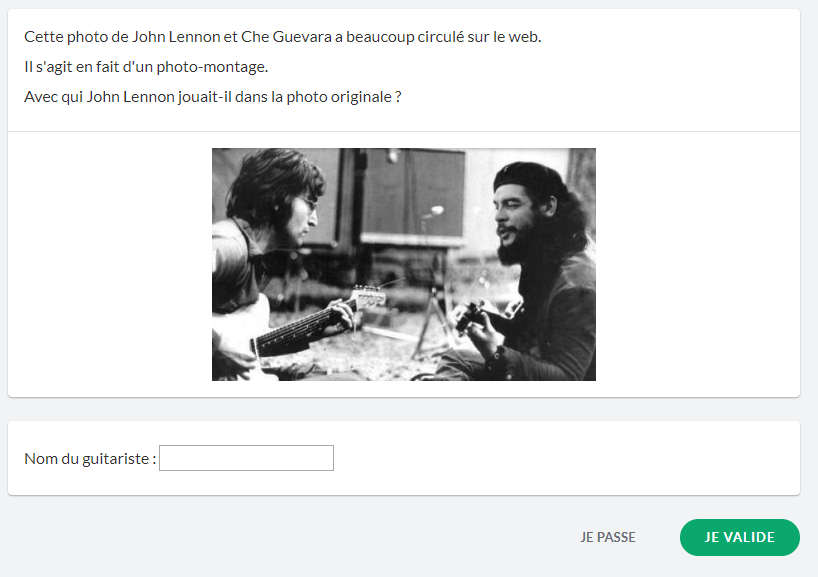 Cette photo de John Lennon et Che Guevara a beaucoup circulé sur le web.
Il s'agit en fait d'un photo-montage.
Avec qui John Lennon jouait-il dans la photo originale ?
Nom du guitariste :
JE PASSE
JE VALIDE